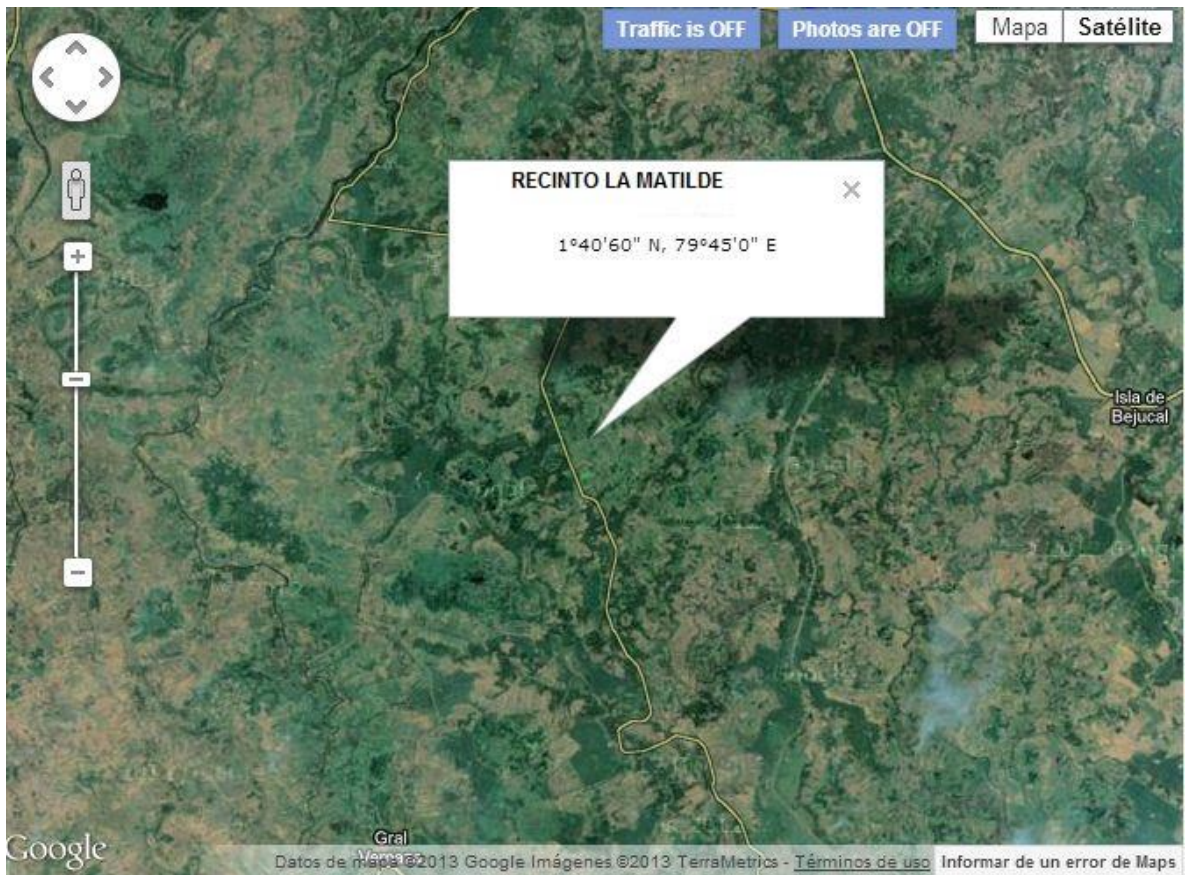 Traffic is OFF Photos are OFF Mapa Satélite
RECINTO LA MATILDE
1°40'60" N, 79°45'0" E
Isla de
Bejucal
Gral
Google
Datos de mapa ©2013 Google Imágenes ©2013 TerraMetrics - Términos de uso Informar de un error de Maps